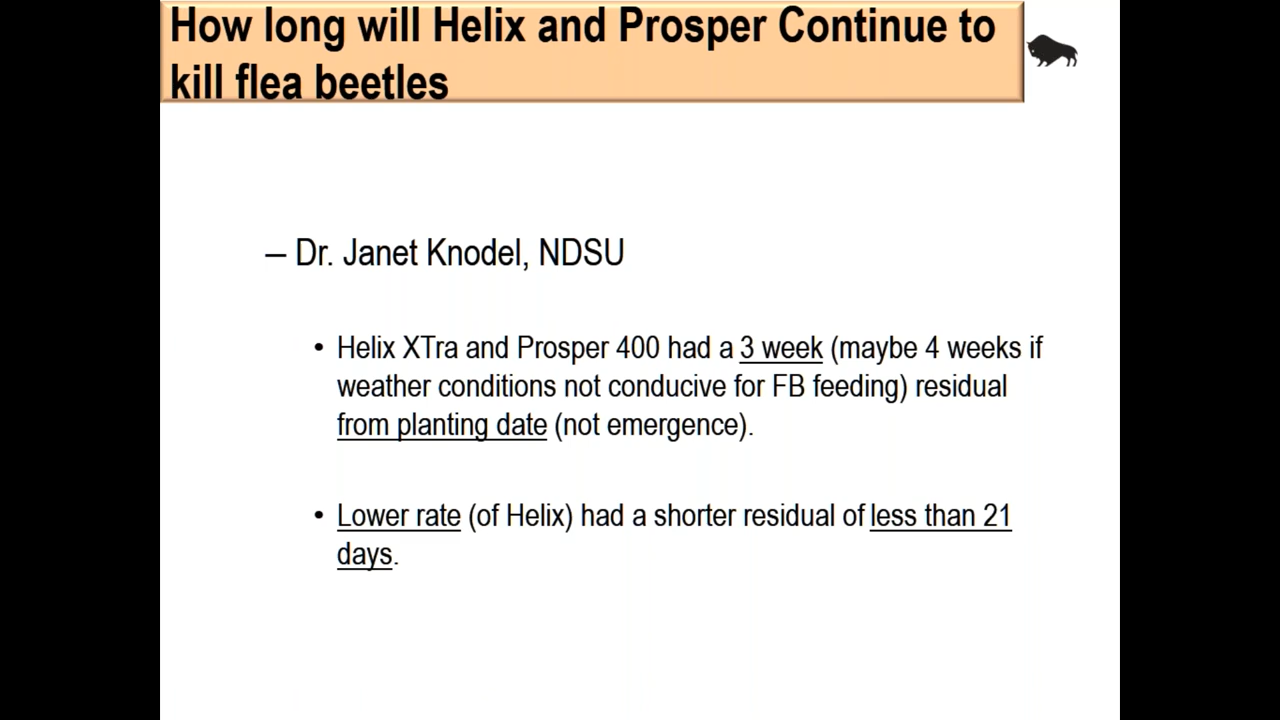 How long will Helix and Prosper Continue to
kill flea beetles
– Dr. Janet Knodel, NDSU
• Helix XTra and Prosper 400 had a 3 week (maybe 4 weeks if
weather conditions not conducive for FB feeding) residual
from planting date (not emergence).
• Lower rate (of Helix) had a shorter residual of less than 21
days.